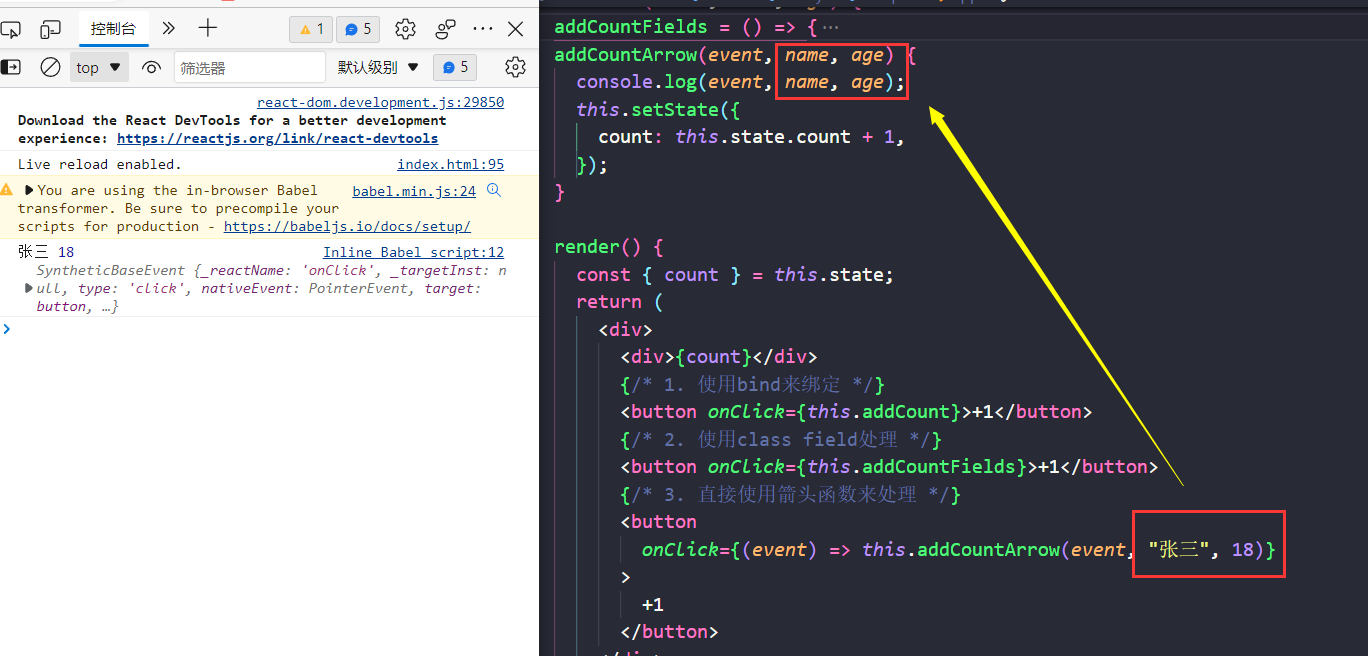 控制台
1
5
top
筛选器
默认级别
5
react-dom.development.js:29850
Download the React DevTools for a better development
experience: https://reactjs.org/link/react-devtools
Live reload enabled. index.html:95
You are using the in-browser Babel babel.min.js:24
transformer. Be sure to precompile your
scripts for production - https://babeljs.io/docs/setup/
张三 18 Inline Babel script:12
SyntheticBaseEvent {_reactName: 'onClick', _targetInst: n
ull, type: 'click', nativeEvent: PointerEvent, target:
button, …}
addCountFields = () => {···
addCountArrow(event, name, age) {
console.log(event, name, age);
this.setState({
count: this.state.count + 1,
});
}
render() {
const { count } = this.state;
return (
<div>
<div>{count}</div>
{/* 1. 使用bind来绑定 */}
<button onClick={this.addCount}>+1</button>
{/* 2. 使用class field处理 */}
<button onClick={this.addCountFields}>+1</button>
{/* 3. 直接使用箭头函数来处理 */}
<button
onClick={(event) => this.addCountArrow(event, "张三", 18)}
>
+1
</button>